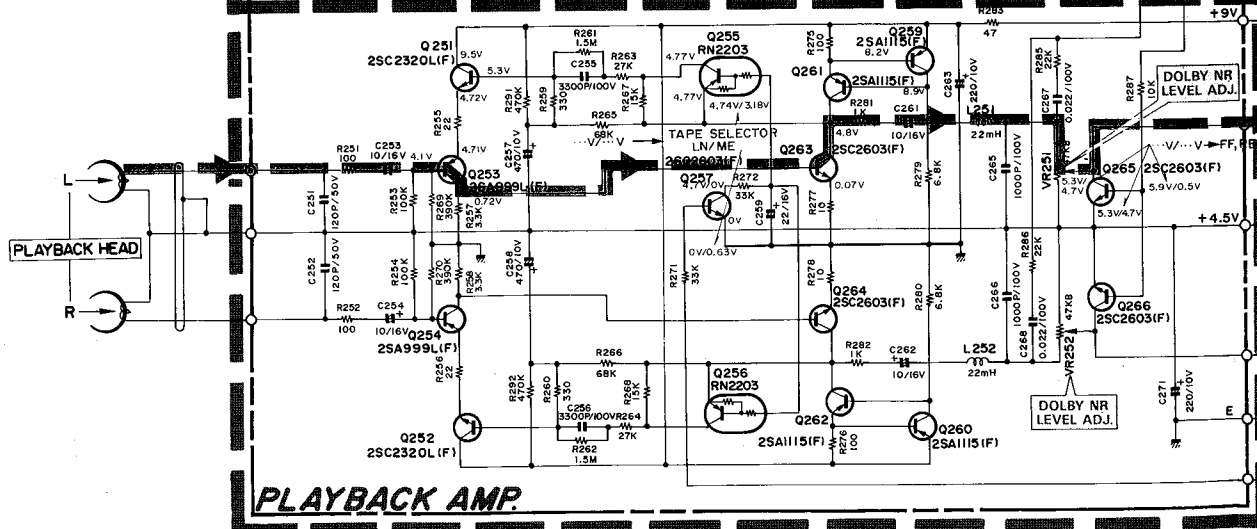 R283
47
+9V
Q251
2SC2320L(F)
9.5V
5.3V
4.72V
R261
1.5M
C255
3300P/100V
R263
27K
R259
330
R291
470K
R267
15K
R265
68K
...V/...V
Q255
RN2203
4.77V
4.77V
4.74V/3.18V
TAPE SELECTOR
LN/ME
R275
100
Q259
2SA1115(F)
8.2V
Q261
2SA1115(F)
8.9V
R281
1K
4.8V
C261
10/16V
C263
220/10V
L251
22mH
R285
22K
C267
0.022/100V
R287
10K
DOLBY NR
LEVEL ADJ.
R255
22
4.71V
L
R251
100
C253
10/16V
4.1V
Q253
2SA999L(F)
0.72V
C251
120P/50V
R253
100K
R269
390K
R257
3.3K
C257
470/10V
2SC2603(F)
Q257
4.7V/0V
R272
33K
0V
0V/0.63V
C259
22/16V
Q263
2SC2603(F)
0.07V
R277
10
R279
6.8K
C265
1000P/100V
VR251
5.3V/
4.7V
Q265
2SC2603(F)
5.3V/4.7V
5.9V/0.5V
...V/...V
+4.5V
PLAYBACK HEAD
C252
120P/50V
R254
100K
R270
390K
R258
3.3K
C258
470/10V
R271
33K
R278
10
R280
6.8K
C266
1000P/100V
R286
22K
C268
0.022/100V
R
R252
100
C254
10/16V
Q254
2SA999L(F)
R256
22
Q264
2SC2603(F)
47KB
VR252
Q266
2SC2603(F)
R282
1K
C262
10/16V
L252
22mH
R292
470K
R260
330
R266
68K
R268
15K
C256
3300P/100V
R264
27K
R262
1.5M
Q256
RN2203
Q252
2SC2320L(F)
Q262
2SA1115(F)
R276
100
Q260
2SA1115(F)
DOLBY NR
LEVEL ADJ.
C271
220/10V
E
PLAYBACK AMP.